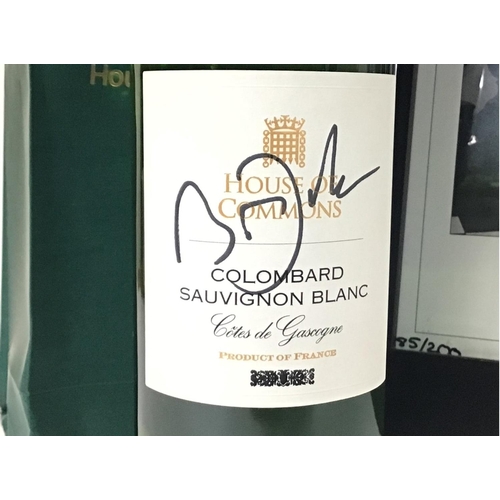 Hou
HOUSE OF
COMMONS
COLOMBARD
SAUVIGNON BLANC
Côtes de Gascogne
PRODUCT OF FRANCE
85/200